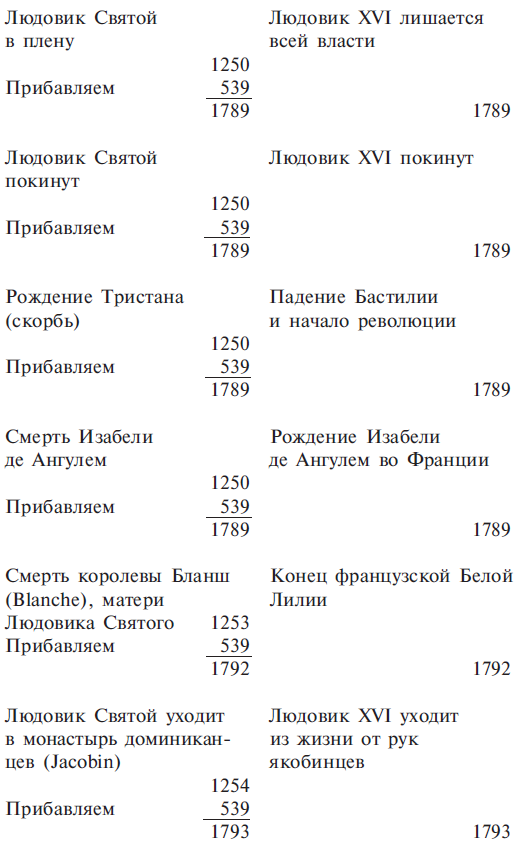 Людовик Святой
в плену
1250
Прибавляем 539
1789
Людовик XVI лишается
всей власти
1789
Людовик Святой
покинут
1250
Прибавляем 539
1789
Людовик XVI покинут
1789
Рождение Тристана
(скорбь)
1250
Прибавляем 539
1789
Падение Бастилии
и начало революции
1789
Смерть Изабели
де Ангулем
1250
Прибавляем 539
1789
Рождение Изабели
де Ангулем во Франции
1789
Смерть королевы Бланш
(Blanche), матери
Людовика Святого 1253
Прибавляем 539
1792
Конец французской Белой
Лилии
1792
Людовик Святой уходит
в монастырь доминикан-
цев (Jacobin)
1254
Прибавляем 539
1793
Людовик XVI уходит
из жизни от рук
якобинцев
1793